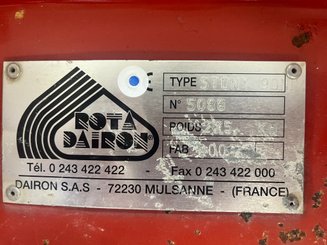 ROTA
DAIRON
TYPE
N° 5086
POIDS
FAB
Tél. 0 243 422 422 - Fax 0 243 422 000
DAIRON S.A.S - 72230 MULSANNE - (FRANCE)